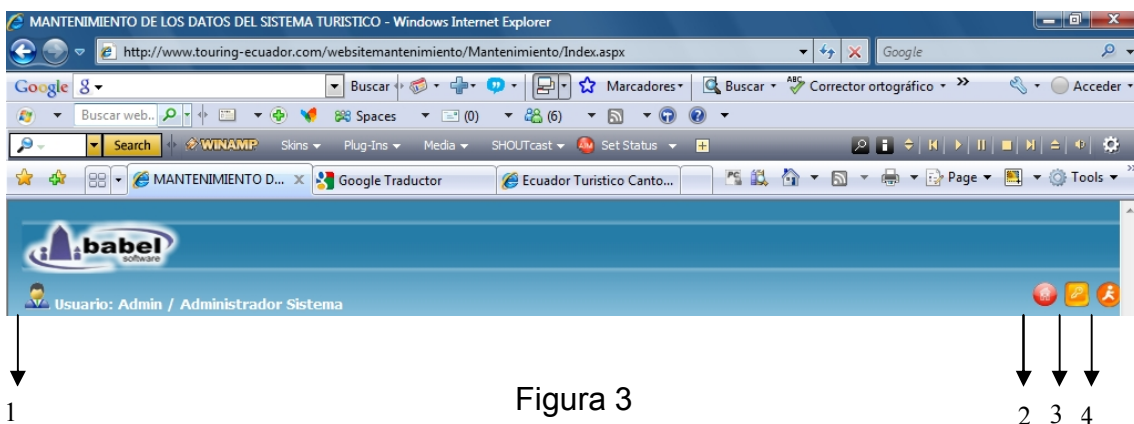 MANTENIMIENTO DE LOS DATOS DEL SISTEMA TURISTICO - Windows Internet Explorer
http://www.touring-ecuador.com/websitemantenimiento/Mantenimiento/Index.aspx Google
Google Buscar Marcadores Buscar ABC Corrector ortográfico Acceder
Buscar web.. Spaces (0) (6)
Search WINAMP Skins Plug-Ins Media SHOUTcast Set Status
MANTENIMIENTO D... X Google Traductor Ecuador Turistico Canto... Page Tools
babel
software
Usuario: Admin / Administrador Sistema
Figura 3
1 2 3 4